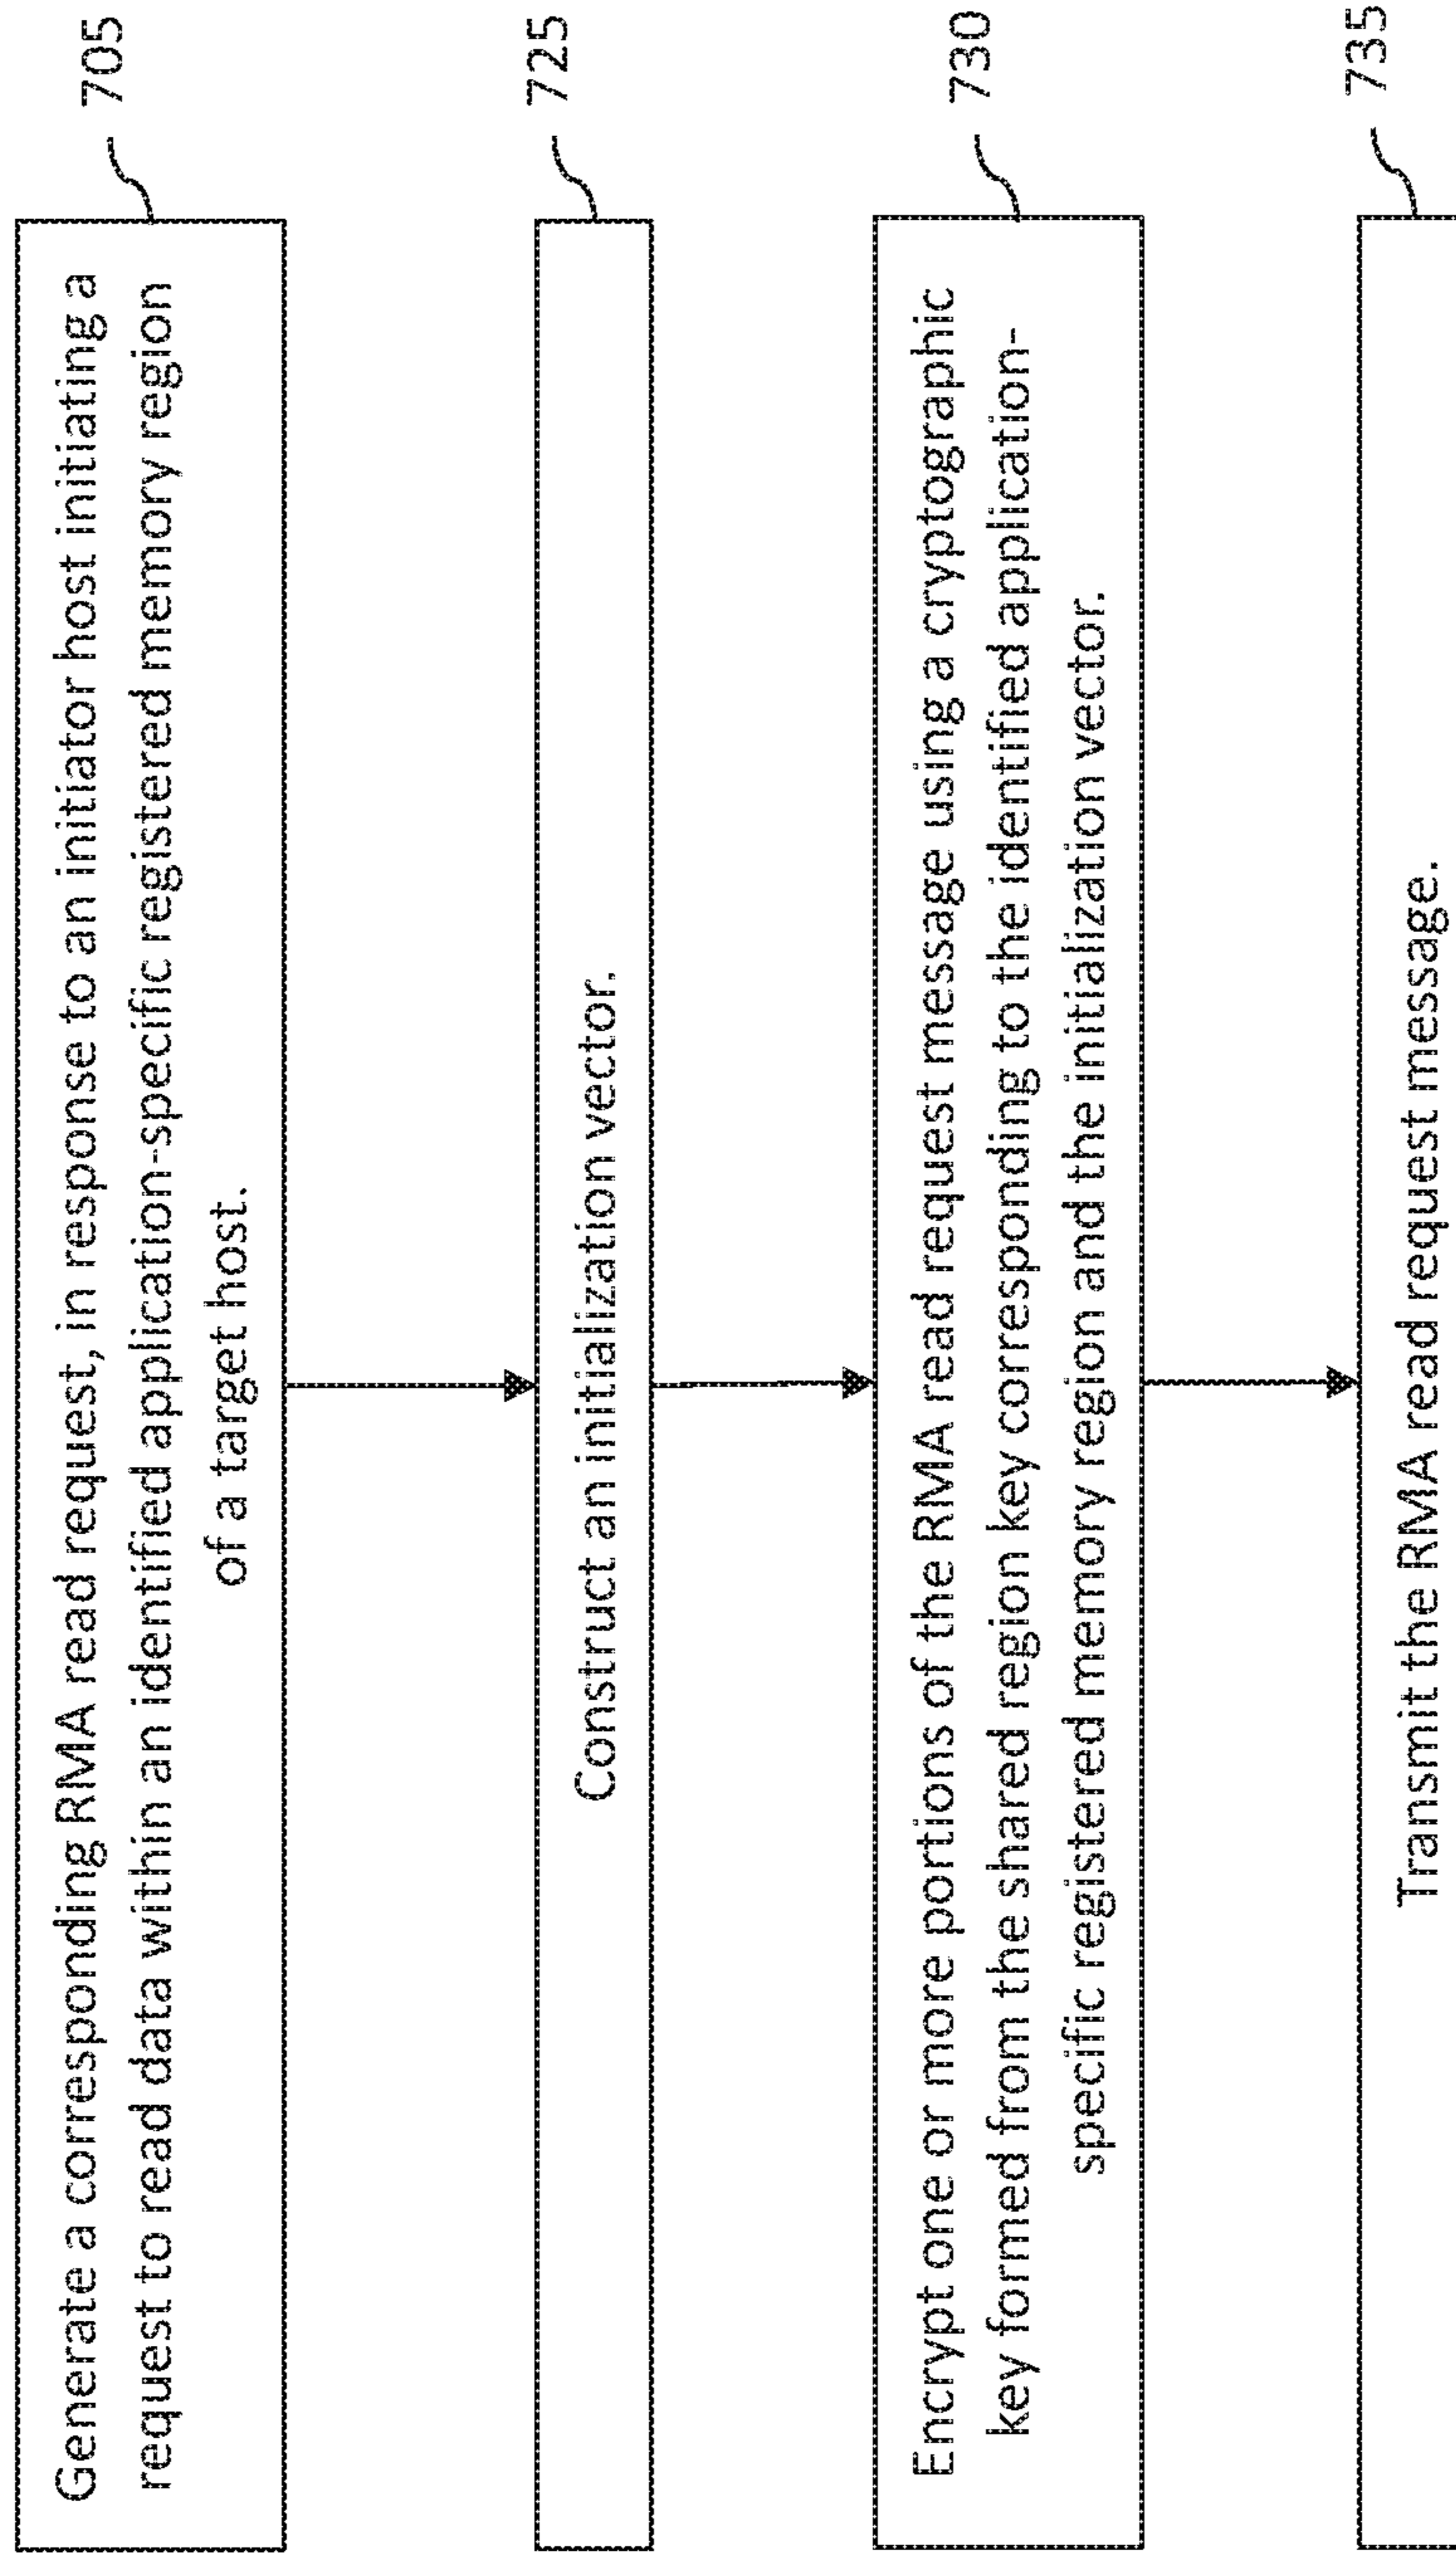 705
Generate a corresponding RMA read request, in response to an initiator host initiating a
request to read data within an identified application-specific registered memory region
of a target host.
725
Construct an initialization vector.
730
Encrypt one or more portions of the RMA read request message using a cryptographic
key formed from the shared region key corresponding to the identified application-
specific registered memory region and the initialization vector.
735
Transmit the RMA read request message.